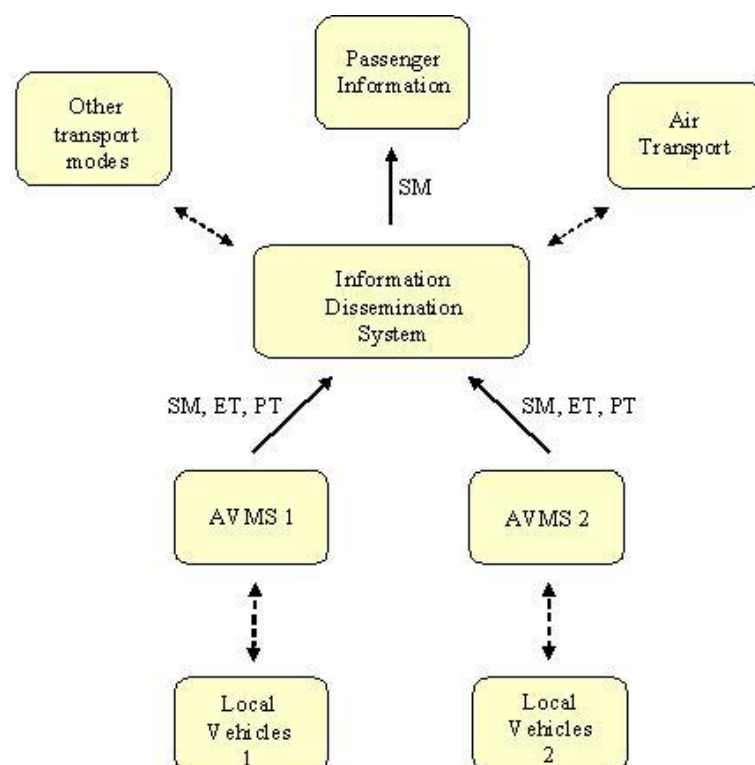 Passenger
Information
Other
transport
modes
Air
Transport
SM
Information
Dissemination
System
SM, ET, PT
SM, ET, PT
AVMS 1
AVMS 2
Local
Vehicles
1
Local
Vehicles
2